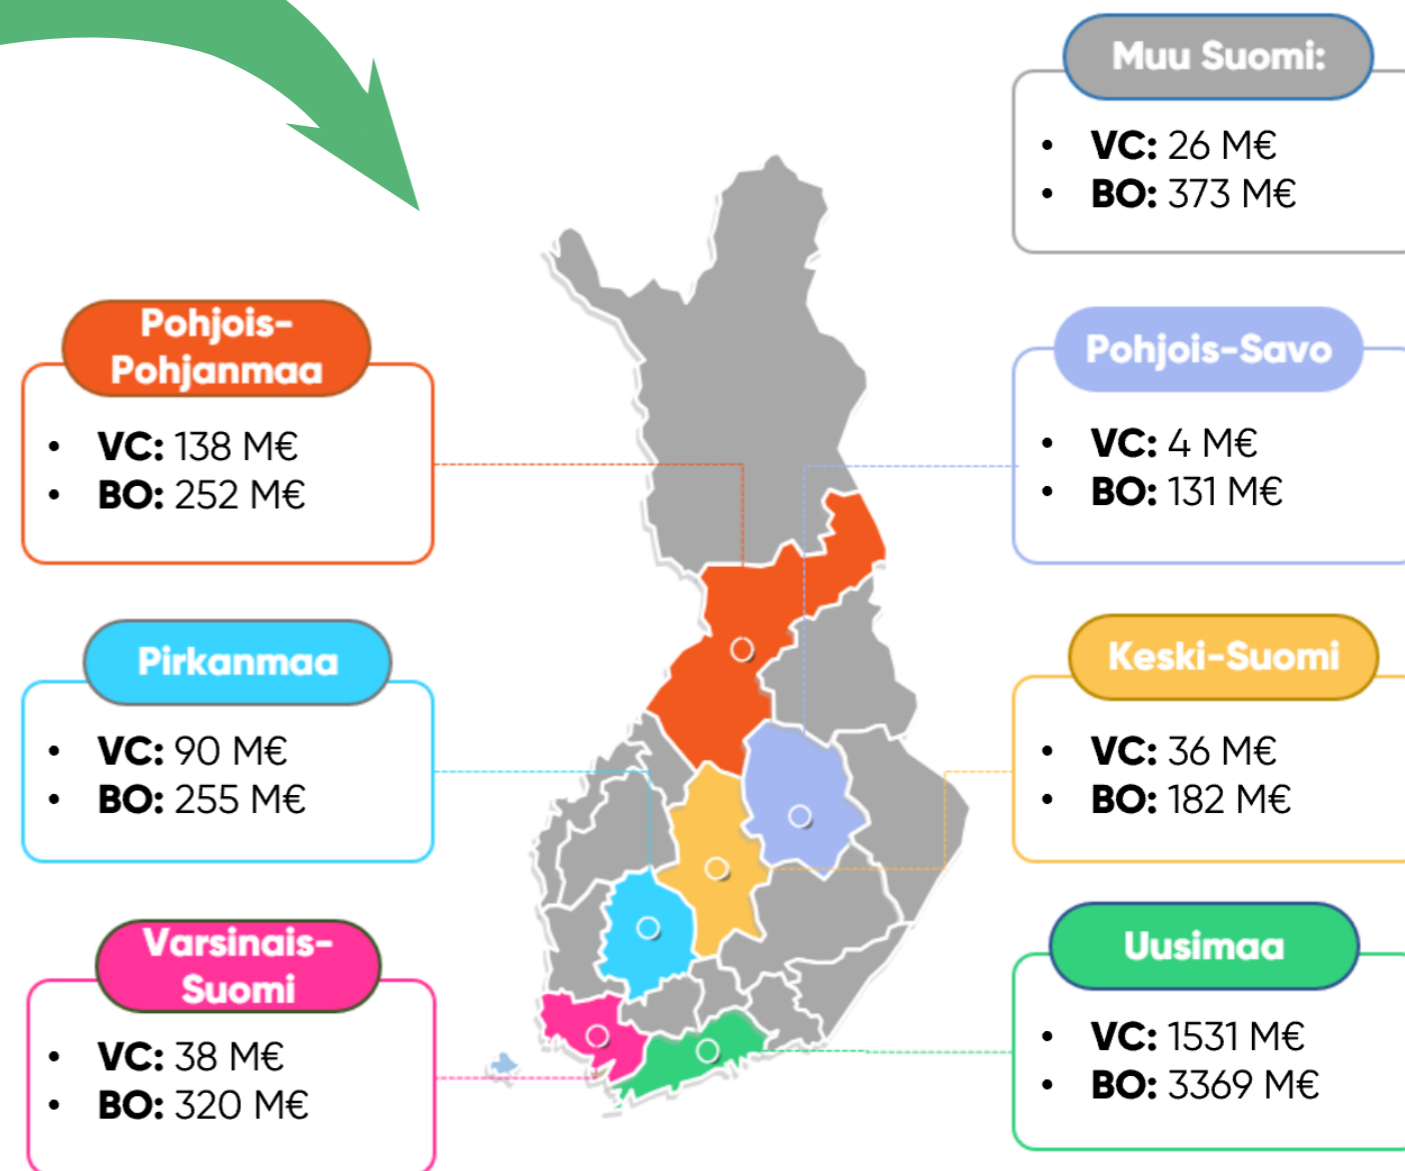 Muu Suomi:
• VC: 26 M€
• BO: 373 M€
Pohjois-
Pohjanmaa
• VC: 138 M€
• BO: 252 M€
Pohjois-Savo
• VC: 4 M€
• BO: 131 M€
Pirkanmaa
• VC: 90 M€
• BO: 255 M€
Keski-Suomi
• VC: 36 M€
• BO: 182 M€
Varsinais-
Suomi
• VC: 38 M€
• BO: 320 M€
Uusimaa
• VC: 1531 M€
• BO: 3369 M€